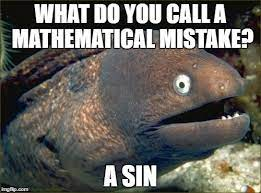 WHAT DO YOU CALL A
MATHEMATICAL MISTAKE?
A SIN
imgflip.com